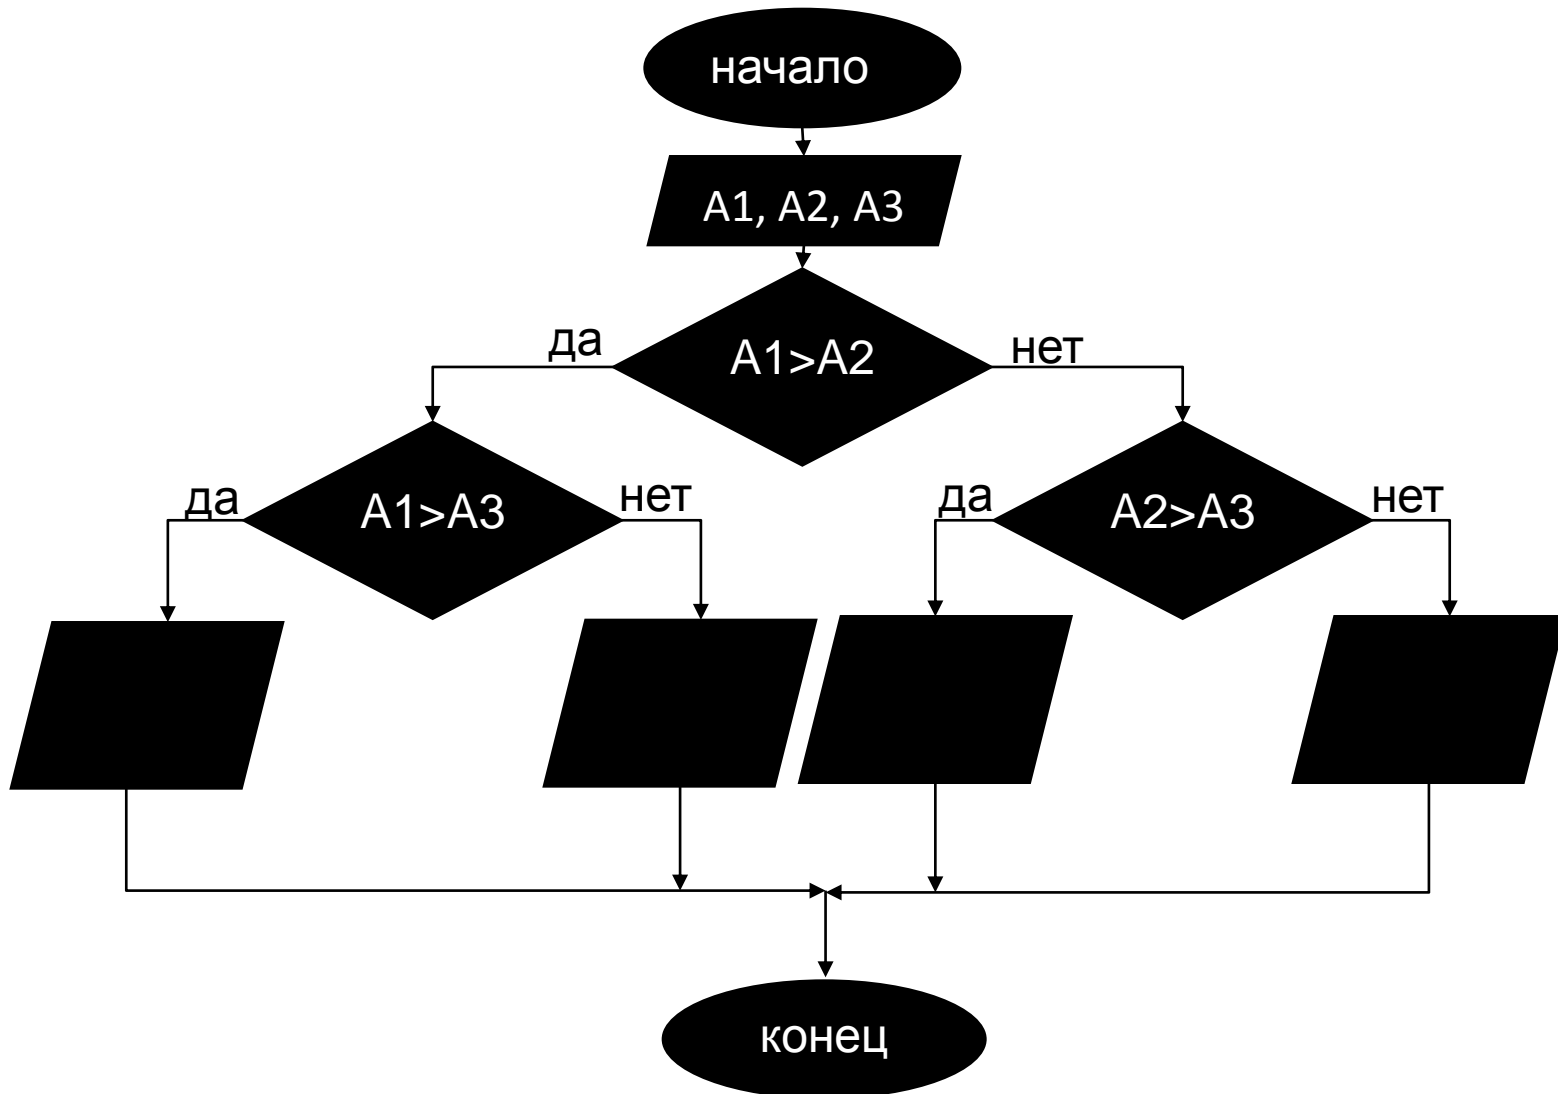 начало
A1, A2, A3
A1>A2
да
нет
A1>A3
A2>A3
да
нет
да
нет
конец